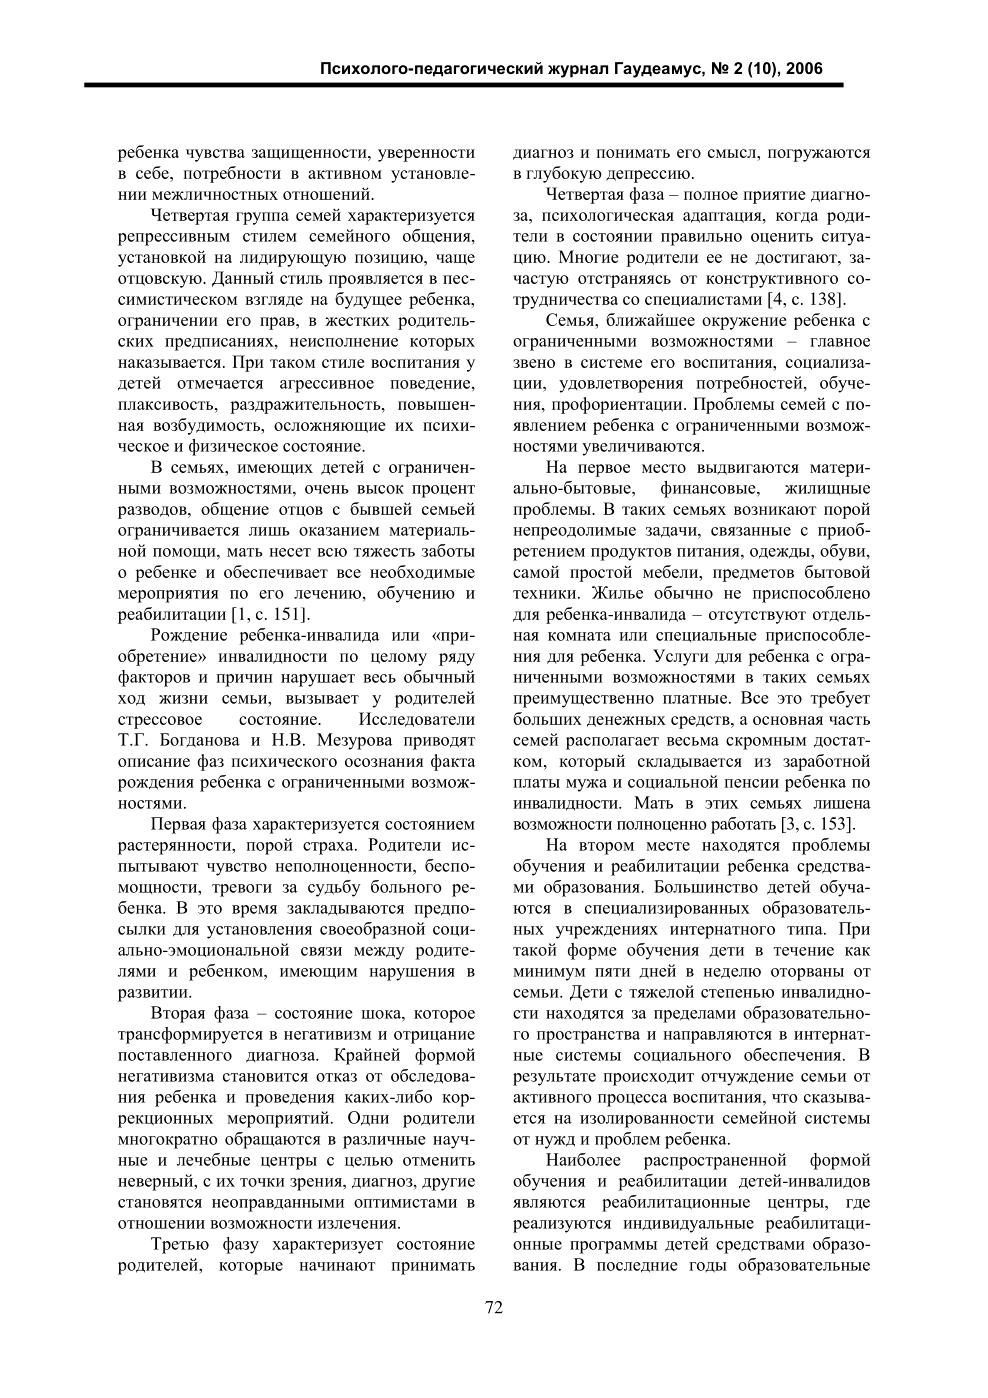 Психолого-педагогический журнал Гаудеамус, № 2 (10), 2006
ребенка чувства защищенности, уверенности
в себе, потребности в активном установле-
нии межличностных отношений.
Четвертая группа семей характеризуется
репрессивным стилем семейного общения,
установкой на лидирующую позицию, чаще
отцовскую. Данный стиль проявляется в пес-
симистическом взгляде на будущее ребенка,
ограничении его прав, в жестких родитель-
ских предписаниях, неисполнение которых
наказывается. При таком стиле воспитания у
детей отмечается агрессивное поведение,
плаксивость, раздражительность, повышен-
ная возбудимость, осложняющие их психи-
ческое и физическое состояние.
В семьях, имеющих детей с ограничен-
ными возможностями, очень высок процент
разводов, общение отцов с бывшей семьей
ограничивается лишь оказанием материаль-
ной помощи, мать несет всю тяжесть заботы
о ребенке и обеспечивает все необходимые
мероприятия по его лечению, обучению и
реабилитации [1, с. 151].
Рождение ребенка-инвалида или «при-
обретение» инвалидности по целому ряду
факторов и причин нарушает весь обычный
ход жизни семьи, вызывает у родителей
стрессовое состояние. Исследователи
Т.Г. Богданова и Н.В. Мезурова приводят
описание фаз психического осознания факта
рождения ребенка с ограниченными возмож-
ностями.
Первая фаза характеризуется состоянием
растерянности, порой страха. Родители ис-
пытывают чувство неполноценности, беспо-
мощности, тревоги за судьбу больного ре-
бенка. В это время закладываются предпо-
сылки для установления своеобразной соци-
ально-эмоциональной связи между родите-
лями и ребенком, имеющим нарушения в
развитии.
Вторая фаза – состояние шока, которое
трансформируется в негативизм и отрицание
поставленного диагноза. Крайней формой
негативизма становится отказ от обследова-
ния ребенка и проведения каких-либо кор-
рекционных мероприятий. Одни родители
многократно обращаются в различные науч-
ные и лечебные центры с целью отменить
неверный, с их точки зрения, диагноз, другие
становятся неоправданными оптимистами в
отношении возможности излечения.
Третью фазу характеризует состояние
родителей, которые начинают принимать
диагноз и понимать его смысл, погружаются
в глубокую депрессию.
Четвертая фаза – полное приятие диагно-
за, психологическая адаптация, когда роди-
тели в состоянии правильно оценить ситуа-
цию. Многие родители ее не достигают, за-
частую отстраняясь от конструктивного со-
трудничества со специалистами [4, с. 138].
Семья, ближайшее окружение ребенка с
ограниченными возможностями – главное
звено в системе его воспитания, социализа-
ции, удовлетворения потребностей, обуче-
ния, профориентации. Проблемы семей с по-
явлением ребенка с ограниченными возмож-
ностями увеличиваются.
На первое место выдвигаются матери-
ально-бытовые, финансовые, жилищные
проблемы. В таких семьях возникают порой
непреодолимые задачи, связанные с приоб-
ретением продуктов питания, одежды, обуви,
самой простой мебели, предметов бытовой
техники. Жилье обычно не приспособлено
для ребенка-инвалида – отсутствуют отдель-
ная комната или специальные приспособле-
ния для ребенка. Услуги для ребенка с огра-
ниченными возможностями в таких семьях
преимущественно платные. Все это требует
больших денежных средств, а основная часть
семей располагает весьма скромным достат-
ком, который складывается из заработной
платы мужа и социальной пенсии ребенка по
инвалидности. Мать в этих семьях лишена
возможности полноценно работать [3, с. 153].
На втором месте находятся проблемы
обучения и реабилитации ребенка средства-
ми образования. Большинство детей обуча-
ются в специализированных образователь-
ных учреждениях интернатного типа. При
такой форме обучения дети в течение как
минимум пяти дней в неделю оторваны от
семьи. Дети с тяжелой степенью инвалидно-
сти находятся за пределами образовательно-
го пространства и направляются в интернат-
ные системы социального обеспечения. В
результате происходит отчуждение семьи от
активного процесса воспитания, что сказыва-
ется на изолированности семейной системы
от нужд и проблем ребенка.
Наиболее распространенной формой
обучения и реабилитации детей-инвалидов
являются реабилитационные центры, где
реализуются индивидуальные реабилитаци-
онные программы детей средствами образо-
вания. В последние годы образовательные
72